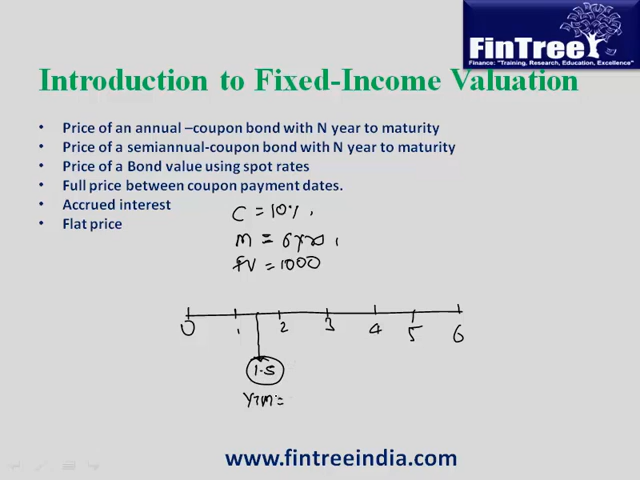 FinTree
Finance: "Training, Research, Education, Excellence"
Introduction to Fixed-Income Valuation
• Price of an annual –coupon bond with N year to maturity
• Price of a semiannual-coupon bond with N year to maturity
• Price of a Bond value using spot rates
• Full price between coupon payment dates.
• Accrued interest
• Flat price
C = 10%,
M = 6 yrs,
FV = 1000
0 1 2 3 4 5 6
1.5
YTM =
www.fintreeindia.com